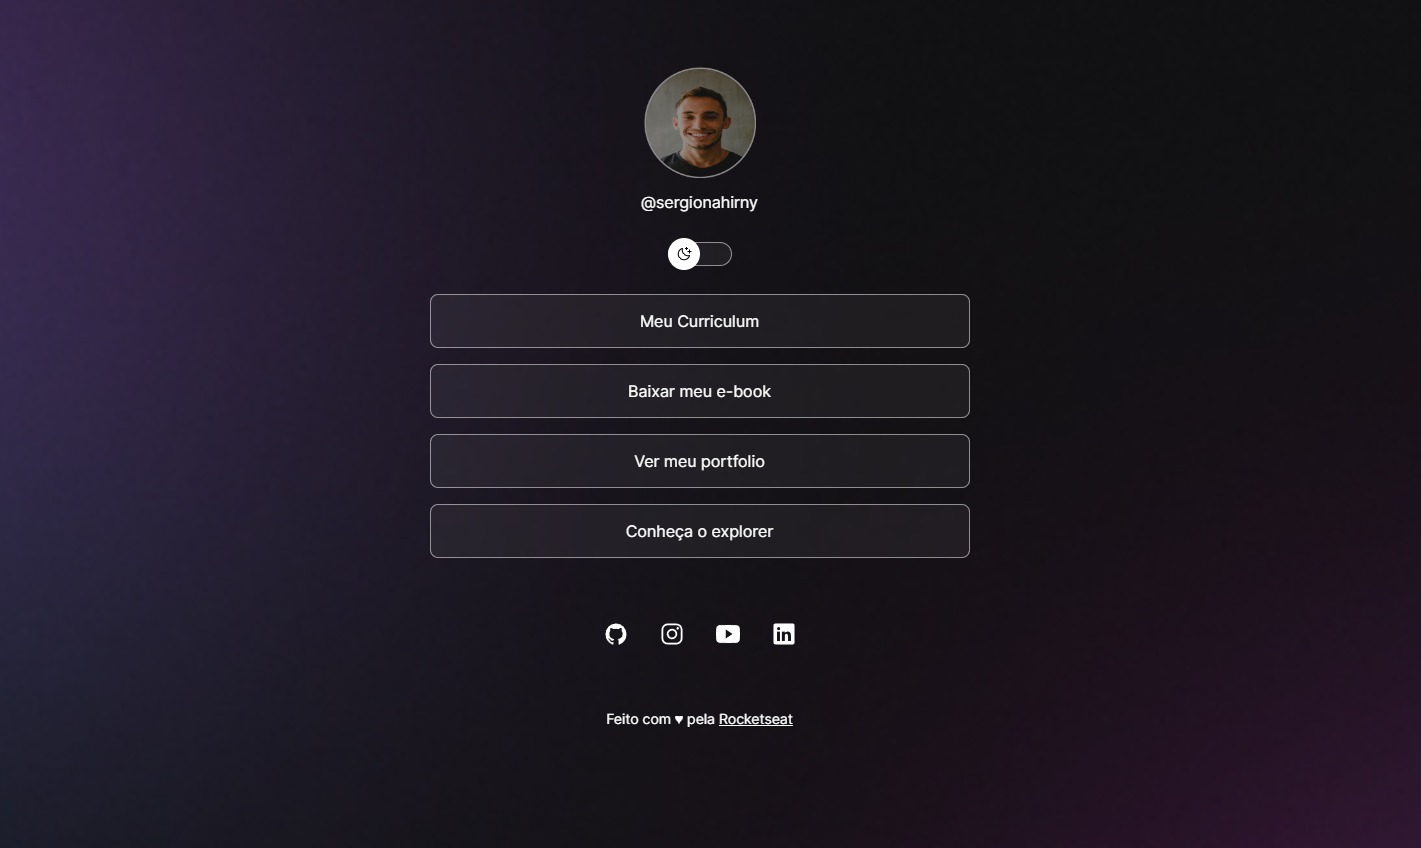 @sergionahirny
Meu Curriculum
Baixar meu e-book
Ver meu portfolio
Conheça o explorer
Feito com ♥ pela Rocketseat